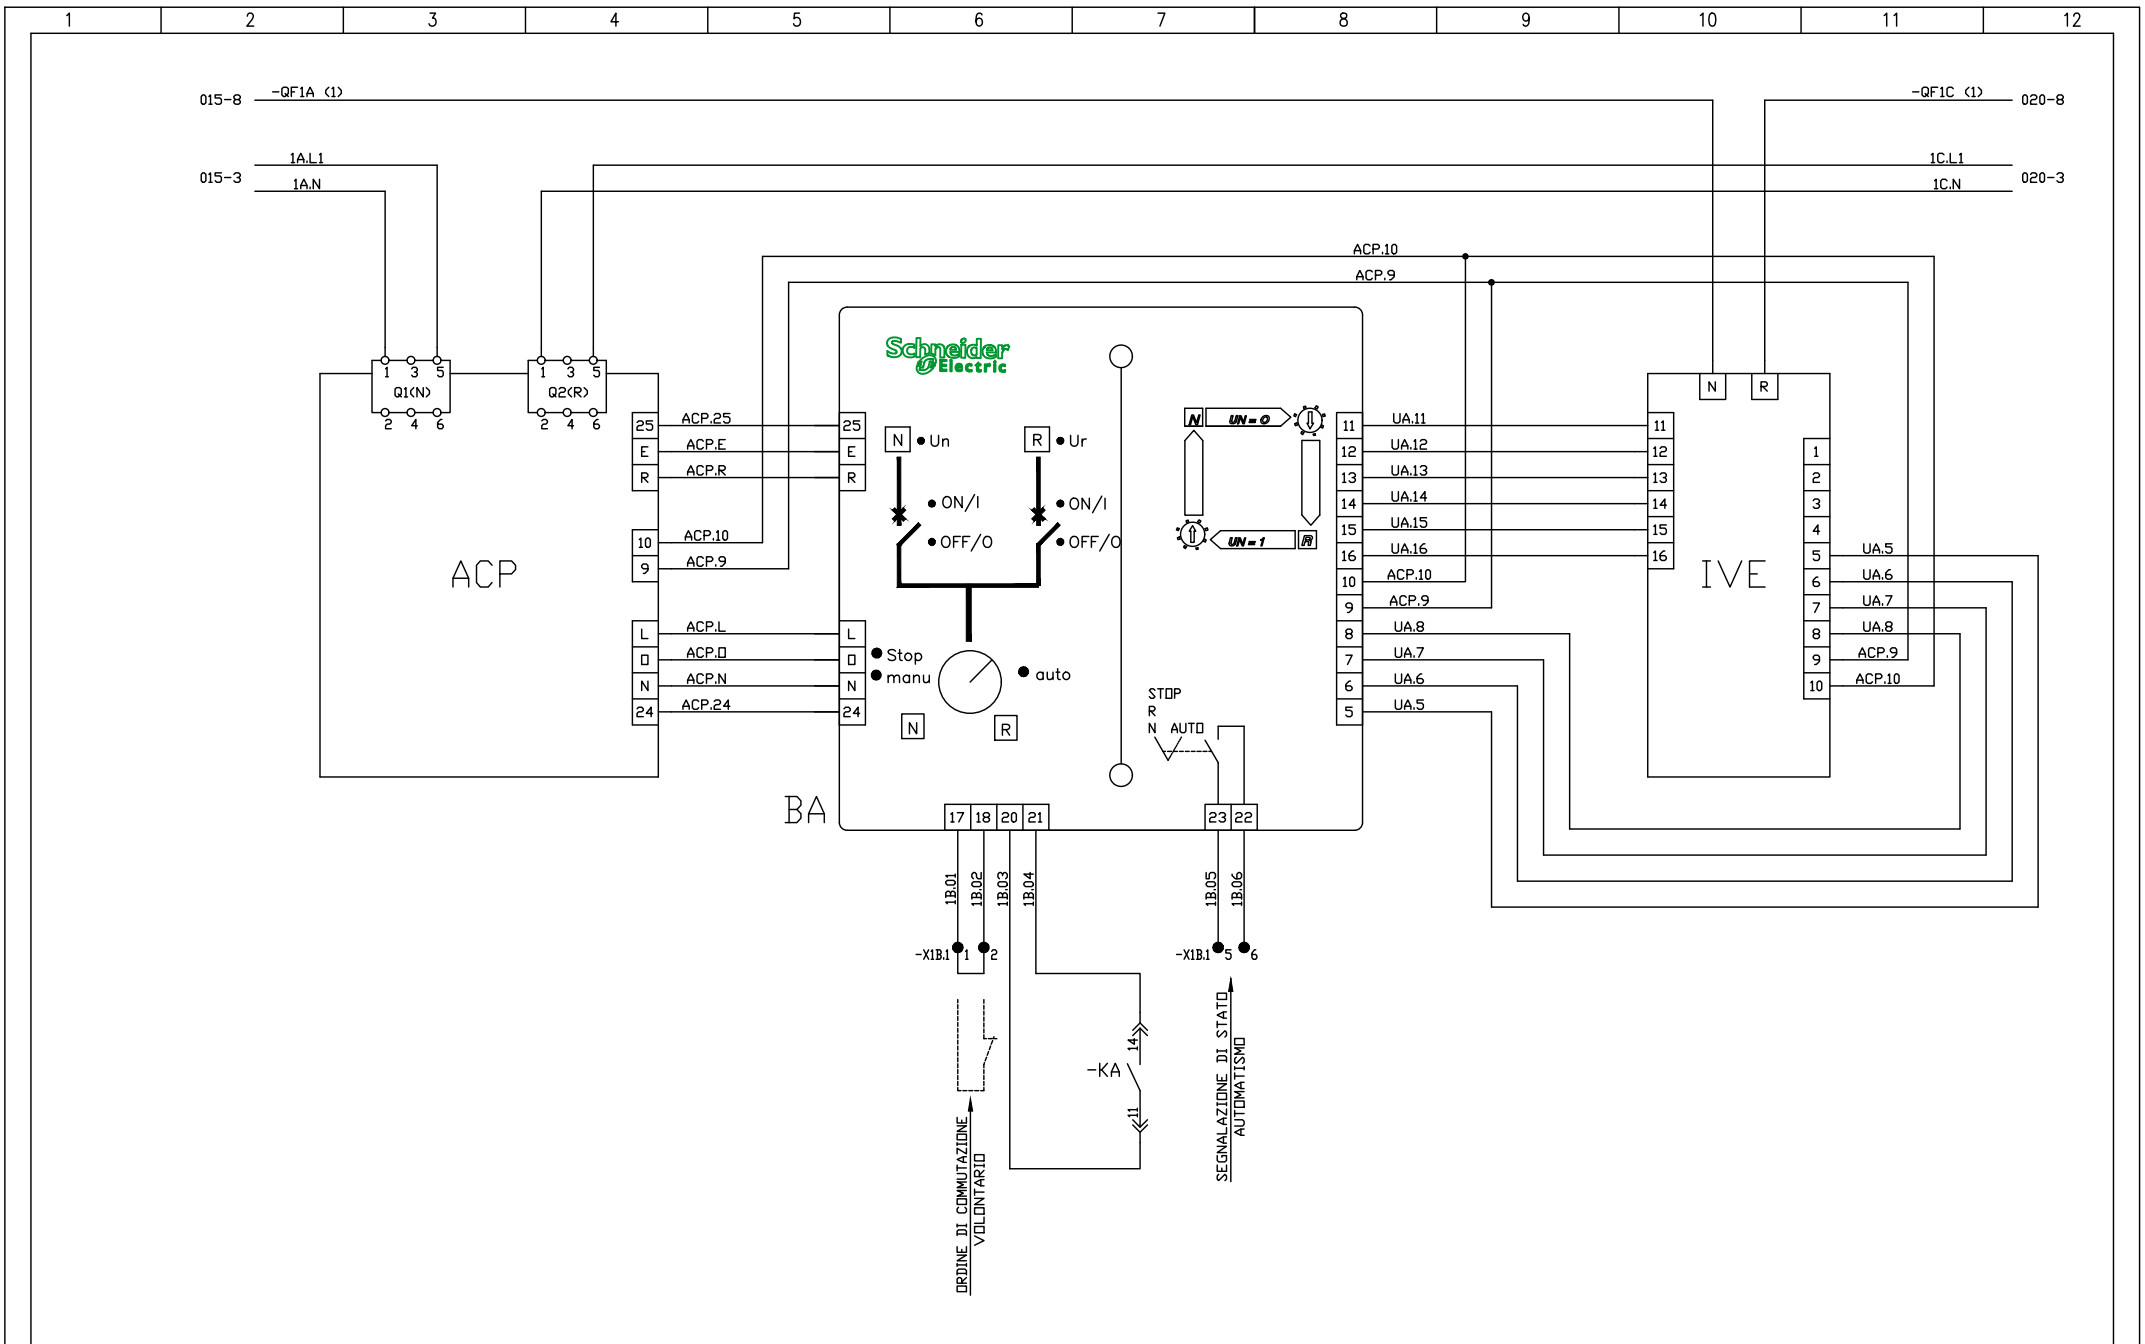 1 2 3 4 5 6 7 8 9 10 11 12
015-8 -QF1A (1) -QF1C (1) 020-8
1A.L1 1C.L1
015-3 020-3
1A.N 1C.N
ACP.10
ACP.9
Schneider
Electric
1 3 5
Q1(N)
2 4 6
1 3 5
Q2(R)
2 4 6
ACP
25 ACP.25 25
E ACP.E E
R ACP.R R
10 ACP.10
9 ACP.9
L ACP.L L
O ACP.O O
N ACP.N N
24 ACP.24 24
N Un
R Ur
ON/I
ON/I
OFF/O
OFF/O
Stop
manu
auto
N R
N UN = 0
UN = 1 R
STOP
R
N AUTO
BA
11 UA.11 11
12 UA.12 12
13 UA.13 13
14 UA.14 14
15 UA.15 15
16 UA.16 16
10 ACP.10
9 ACP.9
8 UA.8
7 UA.7
6 UA.6
5 UA.5
N R
IVE
1
2
3
4
5 UA.5
6 UA.6
7 UA.7
8 UA.8
9 ACP.9
10 ACP.10
17 18 20 21
23 22
1B.01
1B.02
1B.03
1B.04
1B.05
1B.06
-X1B.1 1 2
-X1B.1 5 6
14
-KA
11
ORDINE DI COMMUTAZIONE
VOLONTARIO
SEGNALAZIONE DI STATO
AUTOMATISMO